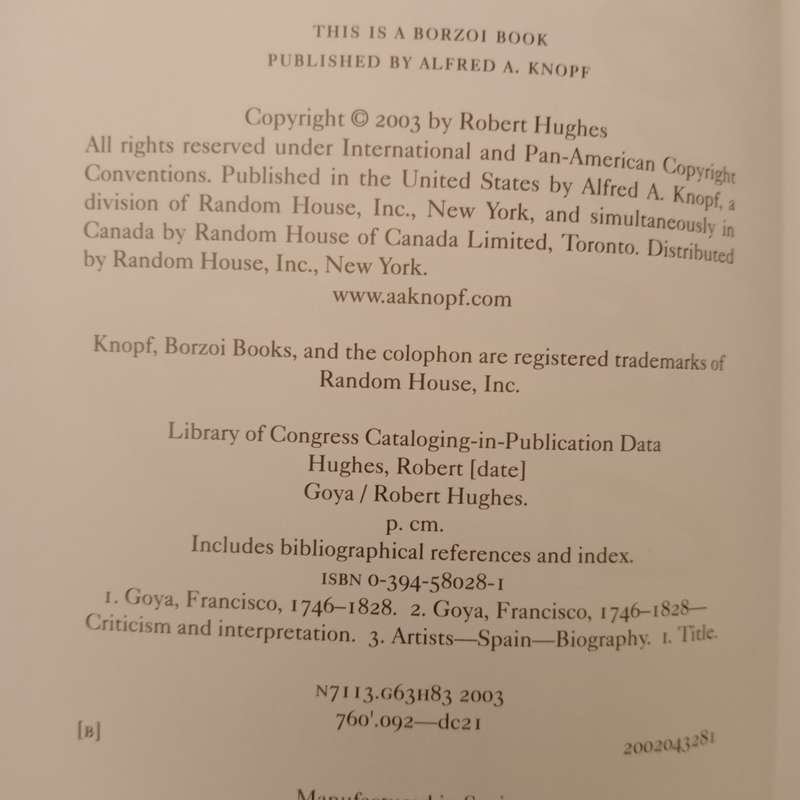 THIS IS A BORZOI BOOK
PUBLISHED BY ALFRED A. KNOPF
Copyright © 2003 by Robert Hughes
All rights reserved under International and Pan-American Copyright
Conventions. Published in the United States by Alfred A. Knopf, a
division of Random House, Inc., New York, and simultaneously in
Canada by Random House of Canada Limited, Toronto. Distributed
by Random House, Inc., New York.
www.aaknopf.com
Knopf, Borzoi Books, and the colophon are registered trademarks of
Random House, Inc.
Library of Congress Cataloging-in-Publication Data
Hughes, Robert [date]
Goya / Robert Hughes.
p. cm.
Includes bibliographical references and index.
ISBN 0-394-58028-1
1. Goya, Francisco, 1746–1828. 2. Goya, Francisco, 1746–1828—
Criticism and interpretation. 3. Artists—Spain—Biography. I. Title.
N7113.G63H83 2003
760'.092—dc21
[B]
2002043281